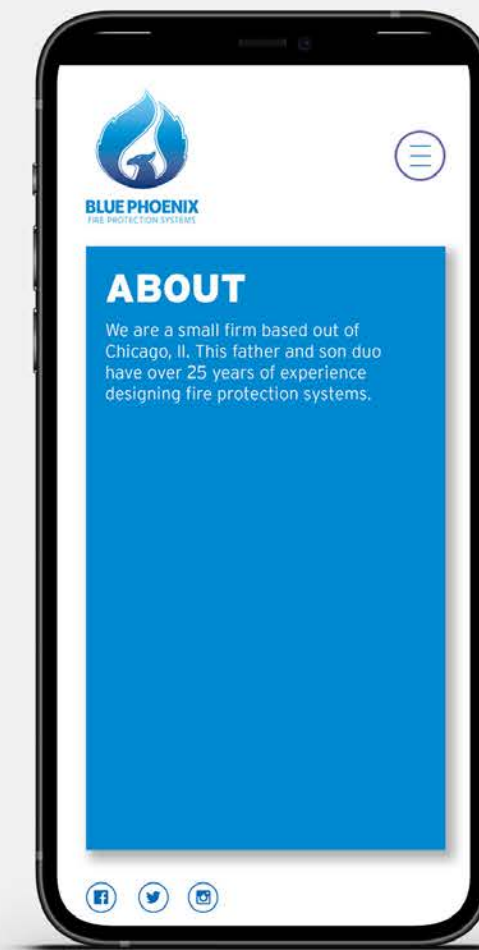 BLUE PHOENIX
FIRE PROTECTION SYSTEMS
ABOUT
We are a small firm based out of
Chicago, Il. This father and son duo
have over 25 years of experience
designing fire protection systems.